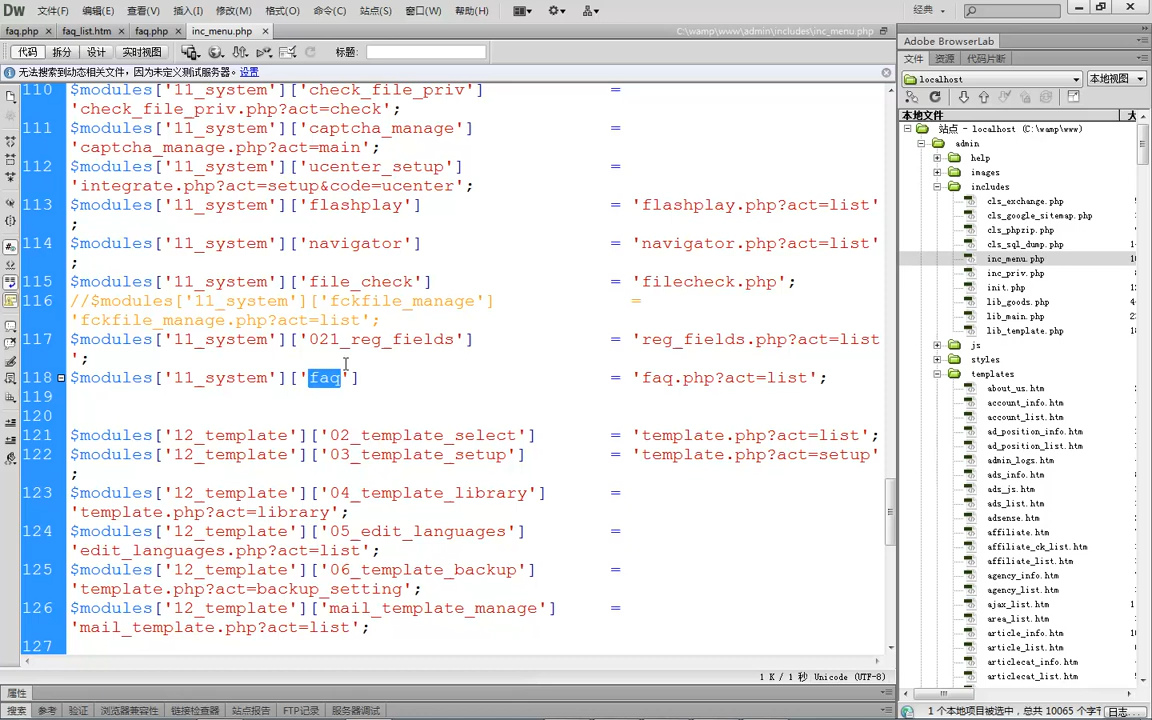 Dw 文件(F) 编辑(E) 查看(V) 插入(I) 修改(M) 格式(O) 命令(C) 站点(S) 窗口(W) 帮助(H) 经典
faq.php × faq_list.htm × faq.php × inc_menu.php × C:\wamp\www\admin\includes\inc_menu.php
代码 拆分 设计 实时视图 标题:
无法搜索到动态相关文件，因为未定义测试服务器。 设置
110 $modules['11_system']['check_file_priv'] =
'check_file_priv.php?act=check';
111 $modules['11_system']['captcha_manage'] =
'captcha_manage.php?act=main';
112 $modules['11_system']['ucenter_setup'] =
'integrate.php?act=setup&code=ucenter';
113 $modules['11_system']['flashplay'] = 'flashplay.php?act=list'
;
114 $modules['11_system']['navigator'] = 'navigator.php?act=list'
;
115 $modules['11_system']['file_check'] = 'filecheck.php';
116 //$modules['11_system']['fckfile_manage'] =
'fckfile_manage.php?act=list';
117 $modules['11_system']['021_reg_fields'] = 'reg_fields.php?act=list
';
118 $modules['11_system']['faq'] = 'faq.php?act=list';
119
120
121 $modules['12_template']['02_template_select'] = 'template.php?act=list';
122 $modules['12_template']['03_template_setup'] = 'template.php?act=setup'
;
123 $modules['12_template']['04_template_library'] =
'template.php?act=library';
124 $modules['12_template']['05_edit_languages'] =
'edit_languages.php?act=list';
125 $modules['12_template']['06_template_backup'] =
'template.php?act=backup_setting';
126 $modules['12_template']['mail_template_manage'] =
'mail_template.php?act=list';
127
1 K / 1 秒 Unicode (UTF-8)
属性
搜索 参考 验证 浏览器兼容性 链接检查器 站点报告 FTP记录 服务器调试
Adobe BrowserLab
文件 资源 代码片断
localhost 本地视图
本地文件 大
站点 - localhost (C:\wamp\www)
admin
help
images
includes
cls_exchange.php
cls_google_sitemap.php
cls_phpzip.php
cls_sql_dump.php
inc_menu.php
inc_priv.php
init.php
lib_goods.php
lib_main.php
lib_template.php
js
styles
templates
about_us.htm
account_info.htm
account_list.htm
ad_position_info.htm
ad_position_list.htm
admin_logs.htm
ads_info.htm
ads_js.htm
ads_list.htm
adsense.htm
affiliate.htm
affiliate_ck_list.htm
agency_info.htm
agency_list.htm
ajax_list.htm
area_list.htm
article_info.htm
article_list.htm
articlecat_info.htm
articlecat_list.htm
1 个本地项目被选中，总共 10065 个字 日志...